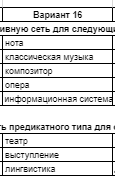 Вариант 16
ивную сеть для следующи
нота
классическая музыка
композитор
опера
информационная система
ть предикатного типа для
театр
выступление
лингвистика